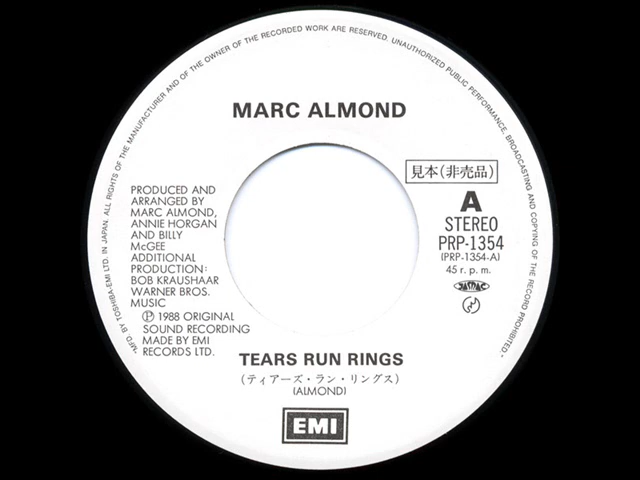 "MFD. BY TOSHIBA-EMI LTD. IN JAPAN. ALL RIGHTS OF THE MANUFACTURER AND OF THE OWNER OF THE RECORDED WORK ARE RESERVED. UNAUTHORIZED PUBLIC PERFORMANCE, BROADCASTING AND COPYING OF THE RECORD PROHIBITED"
MARC ALMOND
見本(非売品)
PRODUCED AND
ARRANGED BY
MARC ALMOND,
ANNIE HORGAN
AND BILLY
McGEE
ADDITIONAL
PRODUCTION:
BOB KRAUSHAAR
WARNER BROS.
MUSIC
Ⓟ 1988 ORIGINAL
SOUND RECORDING
MADE BY EMI
RECORDS LTD.
A
STEREO
PRP-1354
(PRP-1354-A)
45 r. p. m.
JASRAC
TEARS RUN RINGS
(ティアーズ・ラン・リングス)
(ALMOND)
EMI